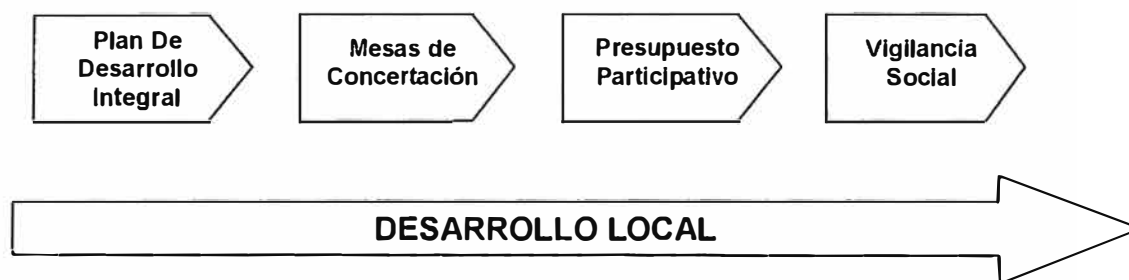 Plan De
Desarrollo
Integral
Mesas de
Concertación
Presupuesto
Participativo
Vigilancia
Social
DESARROLLO LOCAL